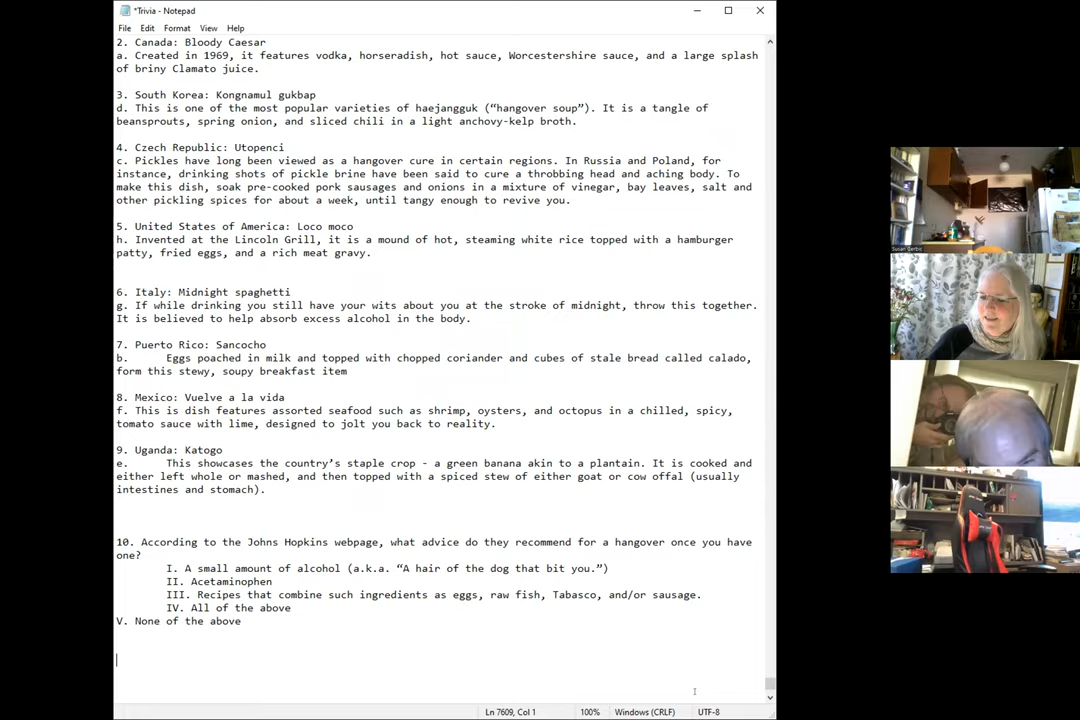 *Trivia - Notepad
File Edit Format View Help
2. Canada: Bloody Caesar
a. Created in 1969, it features vodka, horseradish, hot sauce, Worcestershire sauce, and a large splash
of briny Clamato juice.
3. South Korea: Kongnamul gukbap
d. This is one of the most popular varieties of haejangguk (“hangover soup”). It is a tangle of
beansprouts, spring onion, and sliced chili in a light anchovy-kelp broth.
4. Czech Republic: Utopenci
c. Pickles have long been viewed as a hangover cure in certain regions. In Russia and Poland, for
instance, drinking shots of pickle brine have been said to cure a throbbing head and aching body. To
make this dish, soak pre-cooked pork sausages and onions in a mixture of vinegar, bay leaves, salt and
other pickling spices for about a week, until tangy enough to revive you.
5. United States of America: Loco moco
h. Invented at the Lincoln Grill, it is a mound of hot, steaming white rice topped with a hamburger
patty, fried eggs, and a rich meat gravy.
6. Italy: Midnight spaghetti
g. If while drinking you still have your wits about you at the stroke of midnight, throw this together.
It is believed to help absorb excess alcohol in the body.
7. Puerto Rico: Sancocho
b. Eggs poached in milk and topped with chopped coriander and cubes of stale bread called calado,
form this stewy, soupy breakfast item
8. Mexico: Vuelve a la vida
f. This is dish features assorted seafood such as shrimp, oysters, and octopus in a chilled, spicy,
tomato sauce with lime, designed to jolt you back to reality.
9. Uganda: Katogo
e. This showcases the country’s staple crop - a green banana akin to a plantain. It is cooked and
either left whole or mashed, and then topped with a spiced stew of either goat or cow offal (usually
intestines and stomach).
10. According to the Johns Hopkins webpage, what advice do they recommend for a hangover once you have
one?
I. A small amount of alcohol (a.k.a. “A hair of the dog that bit you.”)
II. Acetaminophen
III. Recipes that combine such ingredients as eggs, raw fish, Tabasco, and/or sausage.
IV. All of the above
V. None of the above
Ln 7609, Col 1 100% Windows (CRLF) UTF-8
Susan Gerbic